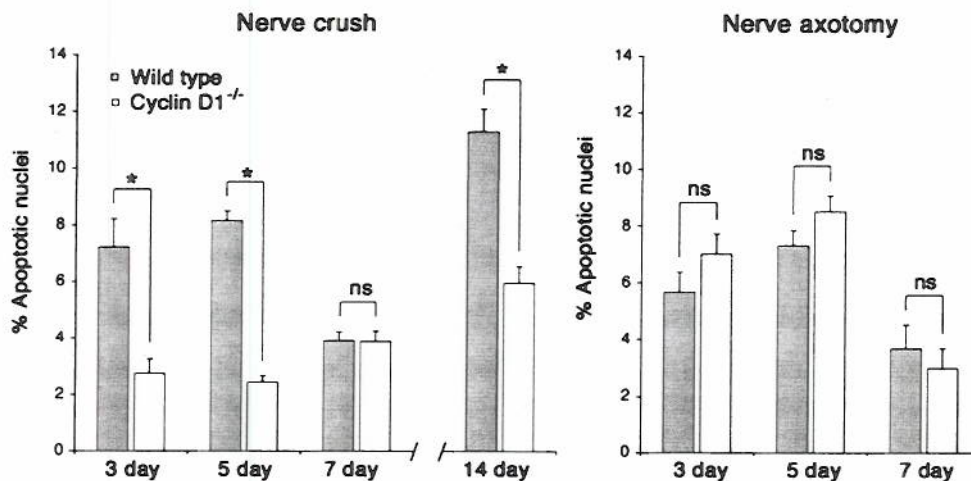 Nerve crush
% Apoptotic nuclei
14
12
10
8
6
4
2
0
Wild type
Cyclin D1-/-
*
*
ns
*
3 day
5 day
7 day
14 day
Nerve axotomy
% Apoptotic nuclei
14
12
10
8
6
4
2
0
ns
ns
ns
3 day
5 day
7 day